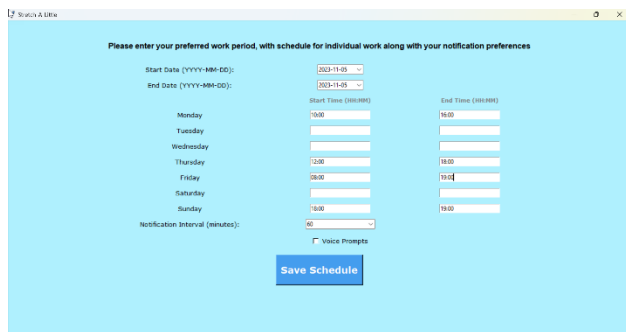 Stretch A Little
Please enter your preferred work period, with schedule for individual work along with your notification preferences
Start Date (YYYY-MM-DD): 2023-11-05
End Date (YYYY-MM-DD): 2023-11-05
Start Time (HH:MM) End Time (HH:MM)
Monday 10:00 16:00
Tuesday
Wednesday
Thursday 12:00 18:00
Friday 08:00 19:00
Saturday
Sunday 18:00 19:00
Notification Interval (minutes): 60
Voice Prompts
Save Schedule